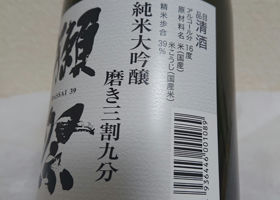 獺祭
純米大吟醸
磨き三割九分
品目 清酒
アルコール分 16度
原材料名 米(国産)
米こうじ(国産米)
精米歩合 39%